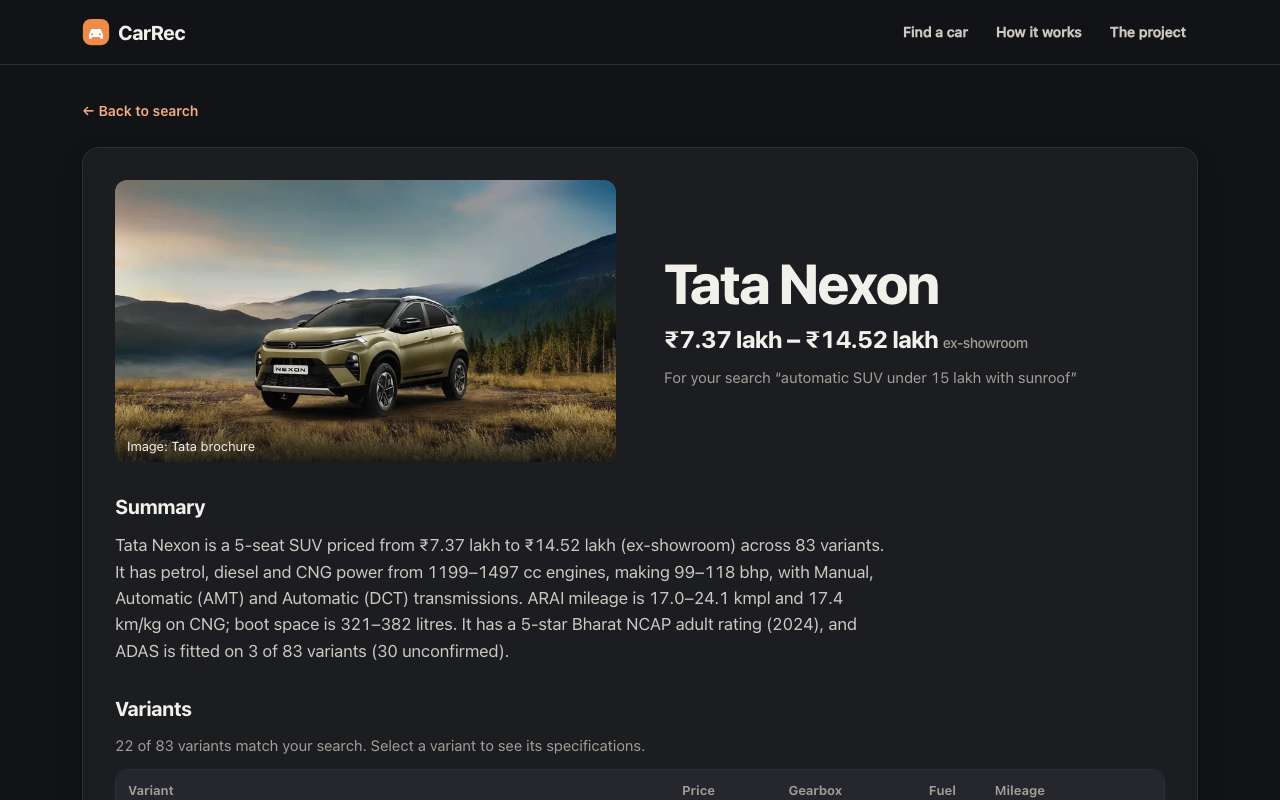 CarRec
Find a car
How it works
The project
← Back to search
NEXON
Image: Tata brochure
Tata Nexon
₹7.37 lakh – ₹14.52 lakh ex-showroom
For your search “automatic SUV under 15 lakh with sunroof”
Summary
Tata Nexon is a 5-seat SUV priced from ₹7.37 lakh to ₹14.52 lakh (ex-showroom) across 83 variants.
It has petrol, diesel and CNG power from 1199–1497 cc engines, making 99–118 bhp, with Manual,
Automatic (AMT) and Automatic (DCT) transmissions. ARAI mileage is 17.0–24.1 kmpl and 17.4
km/kg on CNG; boot space is 321–382 litres. It has a 5-star Bharat NCAP adult rating (2024), and
ADAS is fitted on 3 of 83 variants (30 unconfirmed).
Variants
22 of 83 variants match your search. Select a variant to see its specifications.
Variant Price Gearbox Fuel Mileage